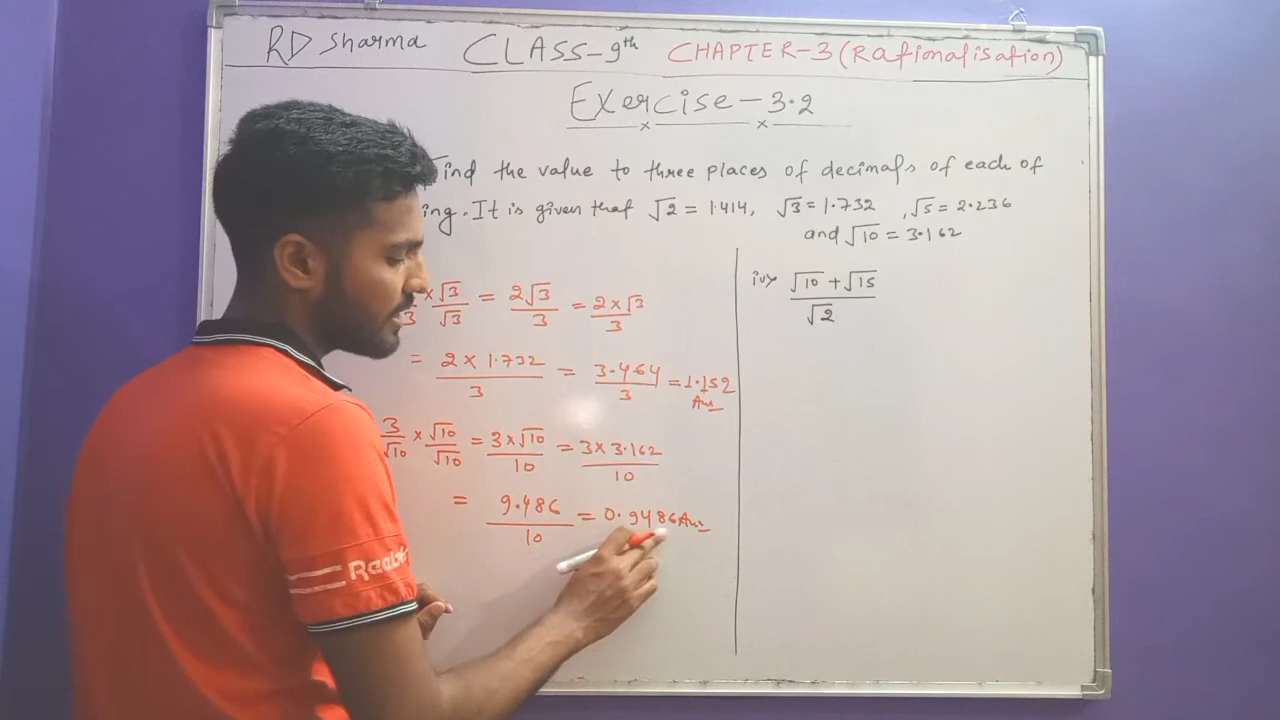 RD Sharma CLASS-9th CHAPTER-3 (Rationalisation)
Exercise-3.2
ind the value to three places of decimals of each of
ing. It is given that √2 = 1.414, √3 = 1.732, √5 = 2.236
and √10 = 3.162
× √3/√3 = 2√3/3 = 2×√3/3
= 2 × 1.732/3 = 3.464/3 = 1.152
Ans
3/√10 × √10/√10 = 3×√10/10 = 3 × 3.162/10
= 9.486/10 = 0.9486 Ans
iv> √10 + √15/√2
Reebok